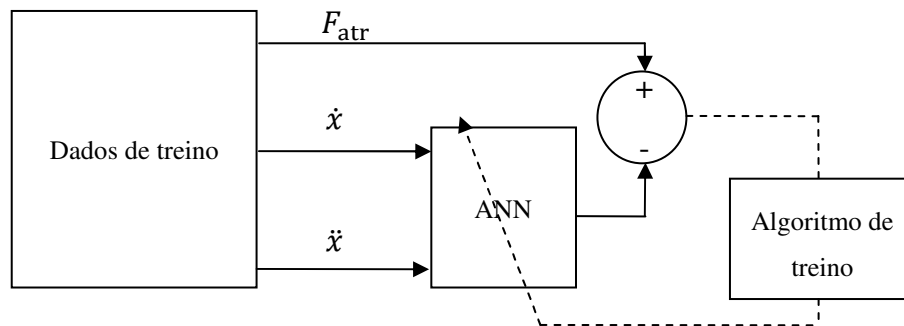 F_atr
+
ẋ
Dados de treino
-
ANN
Algoritmo de
treino
ẍ